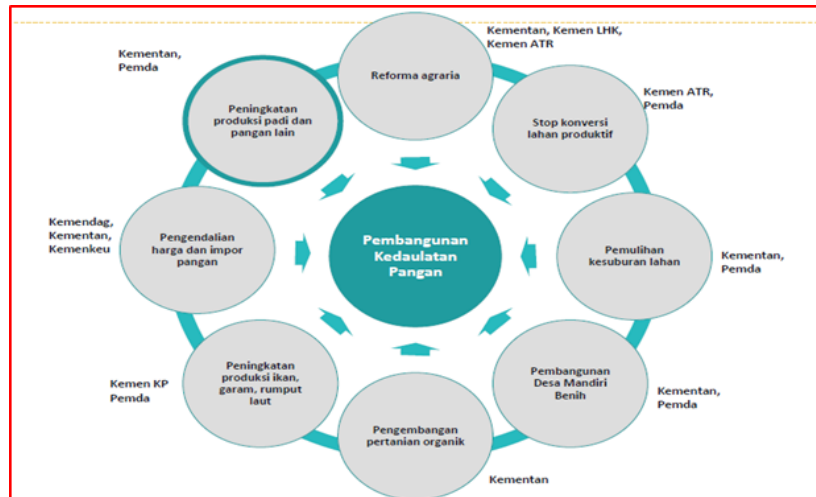 Kementan, Kemen LHK,
Kemen ATR
Reforma agraria
Kementan,
Pemda
Peningkatan
produksi padi dan
pangan lain
Kemen ATR,
Pemda
Stop konversi
lahan produktif
Kemendag,
Kementan,
Kemenkeu
Pengendalian
harga dan impor
pangan
Pembangunan
Kedaulatan
Pangan
Pemulihan
kesuburan lahan
Kementan,
Pemda
Kemen KP
Pemda
Peningkatan
produksi ikan,
garam, rumput
laut
Pembangunan
Desa Mandiri
Benih
Kementan,
Pemda
Pengembangan
pertanian organik
Kementan